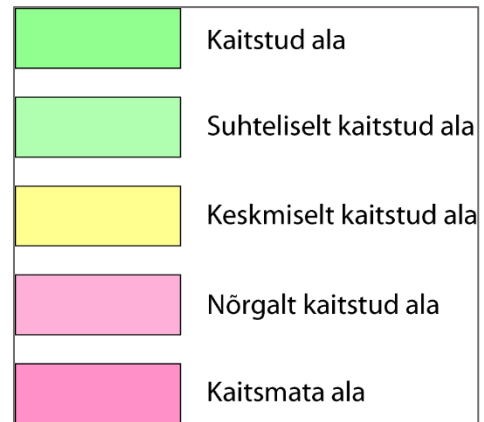 Kaitstud ala
Suhteliselt kaitstud ala
Keskmiselt kaitstud ala
Nõrgalt kaitstud ala
Kaitsmata ala